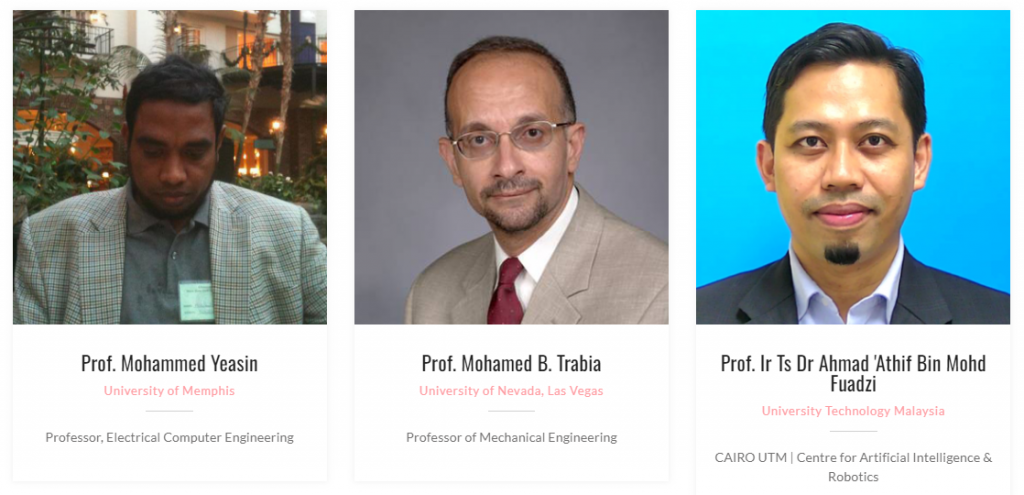 Prof. Mohammed Yeasin
University of Memphis
Professor, Electrical Computer Engineering
Prof. Mohamed B. Trabia
University of Nevada, Las Vegas
Professor of Mechanical Engineering
Prof. Ir Ts Dr Ahmad 'Athif Bin Mohd
Fuadzi
University Technology Malaysia
CAIRO UTM | Centre for Artificial Intelligence &
Robotics